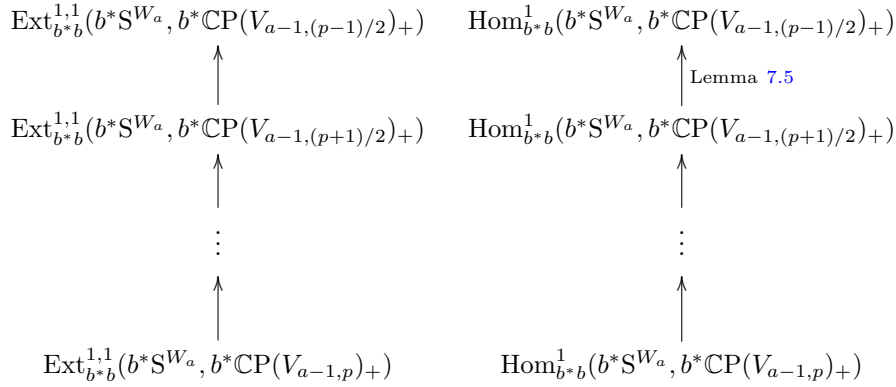 Ext^{1,1}_{b*b}(b*S^{W_a}, b*ℂP(V_{a−1,(p−1)/2})_+) Hom^1_{b*b}(b*S^{W_a}, b*ℂP(V_{a−1,(p−1)/2})_+)
Lemma 7.5
Ext^{1,1}_{b*b}(b*S^{W_a}, b*ℂP(V_{a−1,(p+1)/2})_+) Hom^1_{b*b}(b*S^{W_a}, b*ℂP(V_{a−1,(p+1)/2})_+)
⋮ ⋮
Ext^{1,1}_{b*b}(b*S^{W_a}, b*ℂP(V_{a−1,p})_+) Hom^1_{b*b}(b*S^{W_a}, b*ℂP(V_{a−1,p})_+)